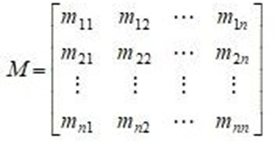 M = [
m₁₁ m₁₂ ⋯ m₁ₙ
m₂₁ m₂₂ ⋯ m₂ₙ
⋮ ⋮ ⋮ ⋮
mₙ₁ mₙ₂ ⋯ mₙₙ
]